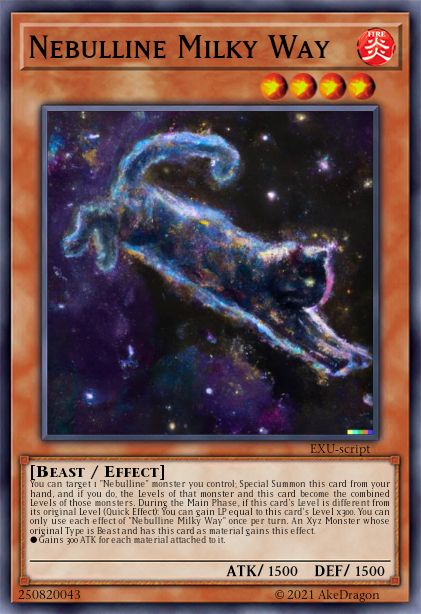 Nebulline Milky Way
FIRE
炎
EXU-script
[Beast / Effect]
You can target 1 "Nebulline" monster you control; Special Summon this card from your
hand, and if you do, the Levels of that monster and this card become the combined
Levels of those monsters. During the Main Phase, if this card's Level is different from
its original Level (Quick Effect): You can gain LP equal to this card's Level x 300. You can
only use each effect of "Nebulline Milky Way" once per turn. An Xyz Monster whose
original Type is Beast and has this card as material gains this effect.
●Gains 300 ATK for each material attached to it.
ATK/ 1500 DEF/ 1500
250820043 © 2021 AkeDragon